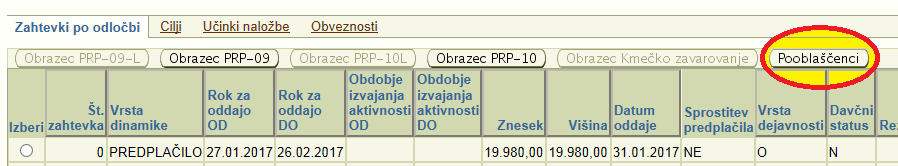 Zahtevki po odločbi Cilji Učinki naložbe Obveznosti
Obrazec PRP-09-L Obrazec PRP-09 Obrazec PRP-10L Obrazec PRP-10 Obrazec Kmečko zavarovanje Pooblaščenci
Izberi Št. zahtevka Vrsta dinamike Rok za oddajo OD Rok za oddajo DO Obdobje izvajanja aktivnosti OD Obdobje izvajanja aktivnosti DO Znesek Višina Datum oddaje Sprostitev predplačila Vrsta dejavnosti Davčni status Re
0 PREDPLAČILO 27.01.2017 26.02.2017 19.980,00 19.980,00 31.01.2017 NE O N